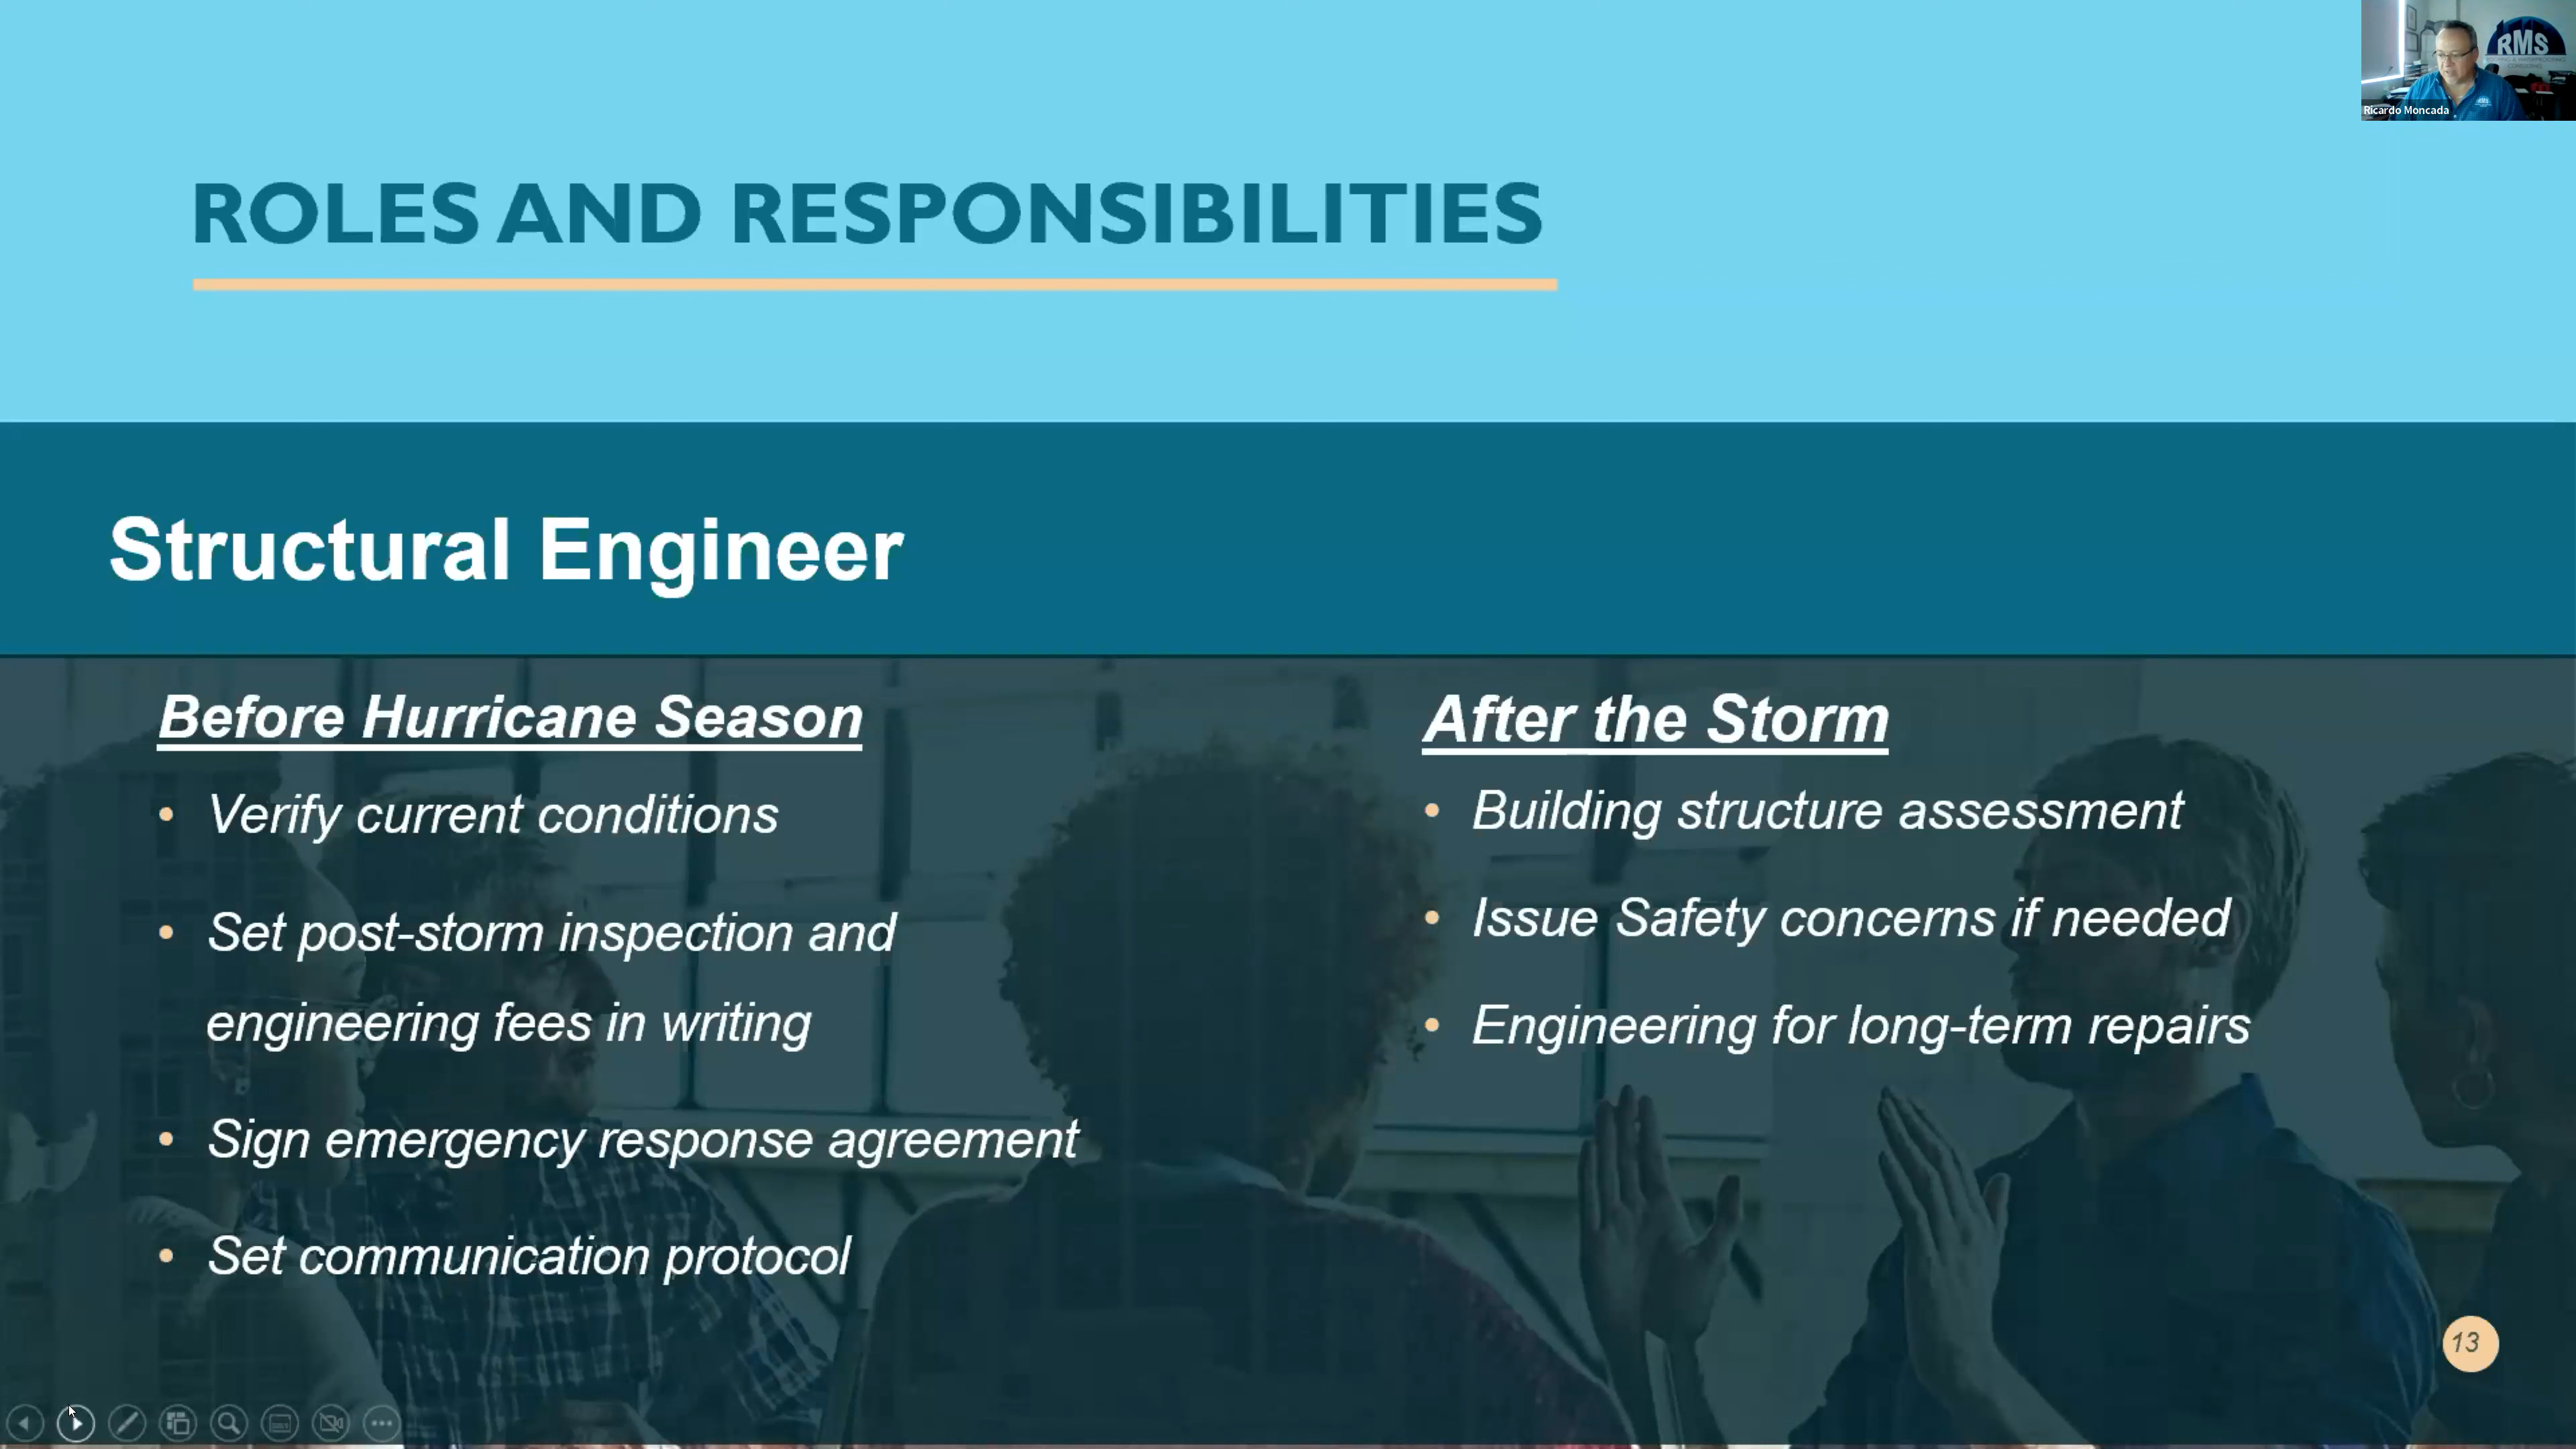 RMS
Ricardo Moncada
ROLES AND RESPONSIBILITIES
Structural Engineer
Before Hurricane Season
• Verify current conditions
• Set post-storm inspection and
engineering fees in writing
• Sign emergency response agreement
• Set communication protocol
After the Storm
• Building structure assessment
• Issue Safety concerns if needed
• Engineering for long-term repairs
13